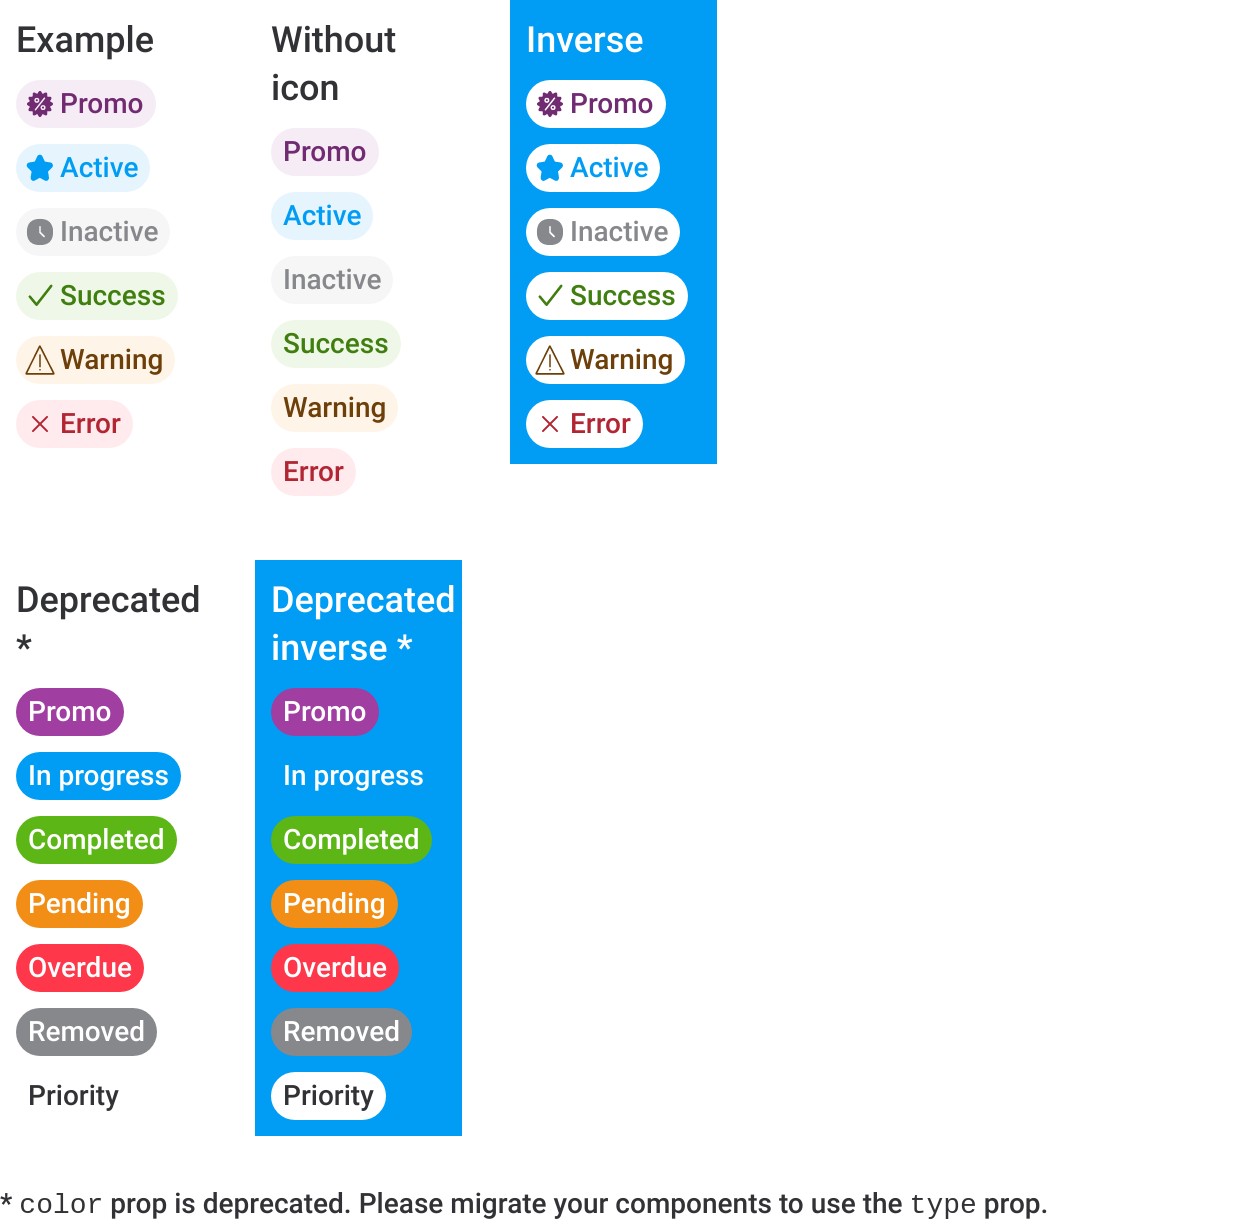 Example
Promo
Active
Inactive
Success
Warning
Error
Without
icon
Promo
Active
Inactive
Success
Warning
Error
Inverse
Promo
Active
Inactive
Success
Warning
Error
Deprecated
*
Promo
In progress
Completed
Pending
Overdue
Removed
Priority
Deprecated
inverse *
Promo
In progress
Completed
Pending
Overdue
Removed
Priority
* color prop is deprecated. Please migrate your components to use the type prop.